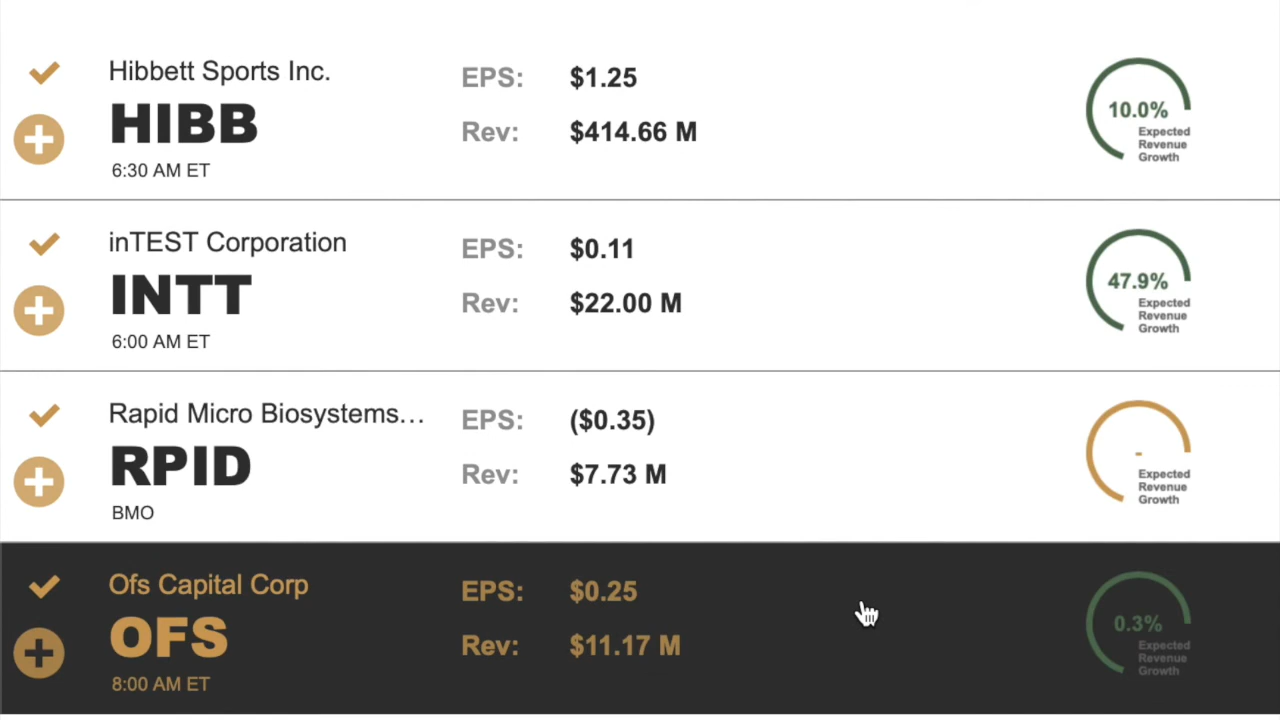 Hibbett Sports Inc.
HIBB
6:30 AM ET
EPS: $1.25
Rev: $414.66 M
10.0%
Expected
Revenue
Growth
inTEST Corporation
INTT
6:00 AM ET
EPS: $0.11
Rev: $22.00 M
47.9%
Expected
Revenue
Growth
Rapid Micro Biosystems...
RPID
BMO
EPS: ($0.35)
Rev: $7.73 M
-
Expected
Revenue
Growth
Ofs Capital Corp
OFS
8:00 AM ET
EPS: $0.25
Rev: $11.17 M
0.3%
Expected
Revenue
Growth